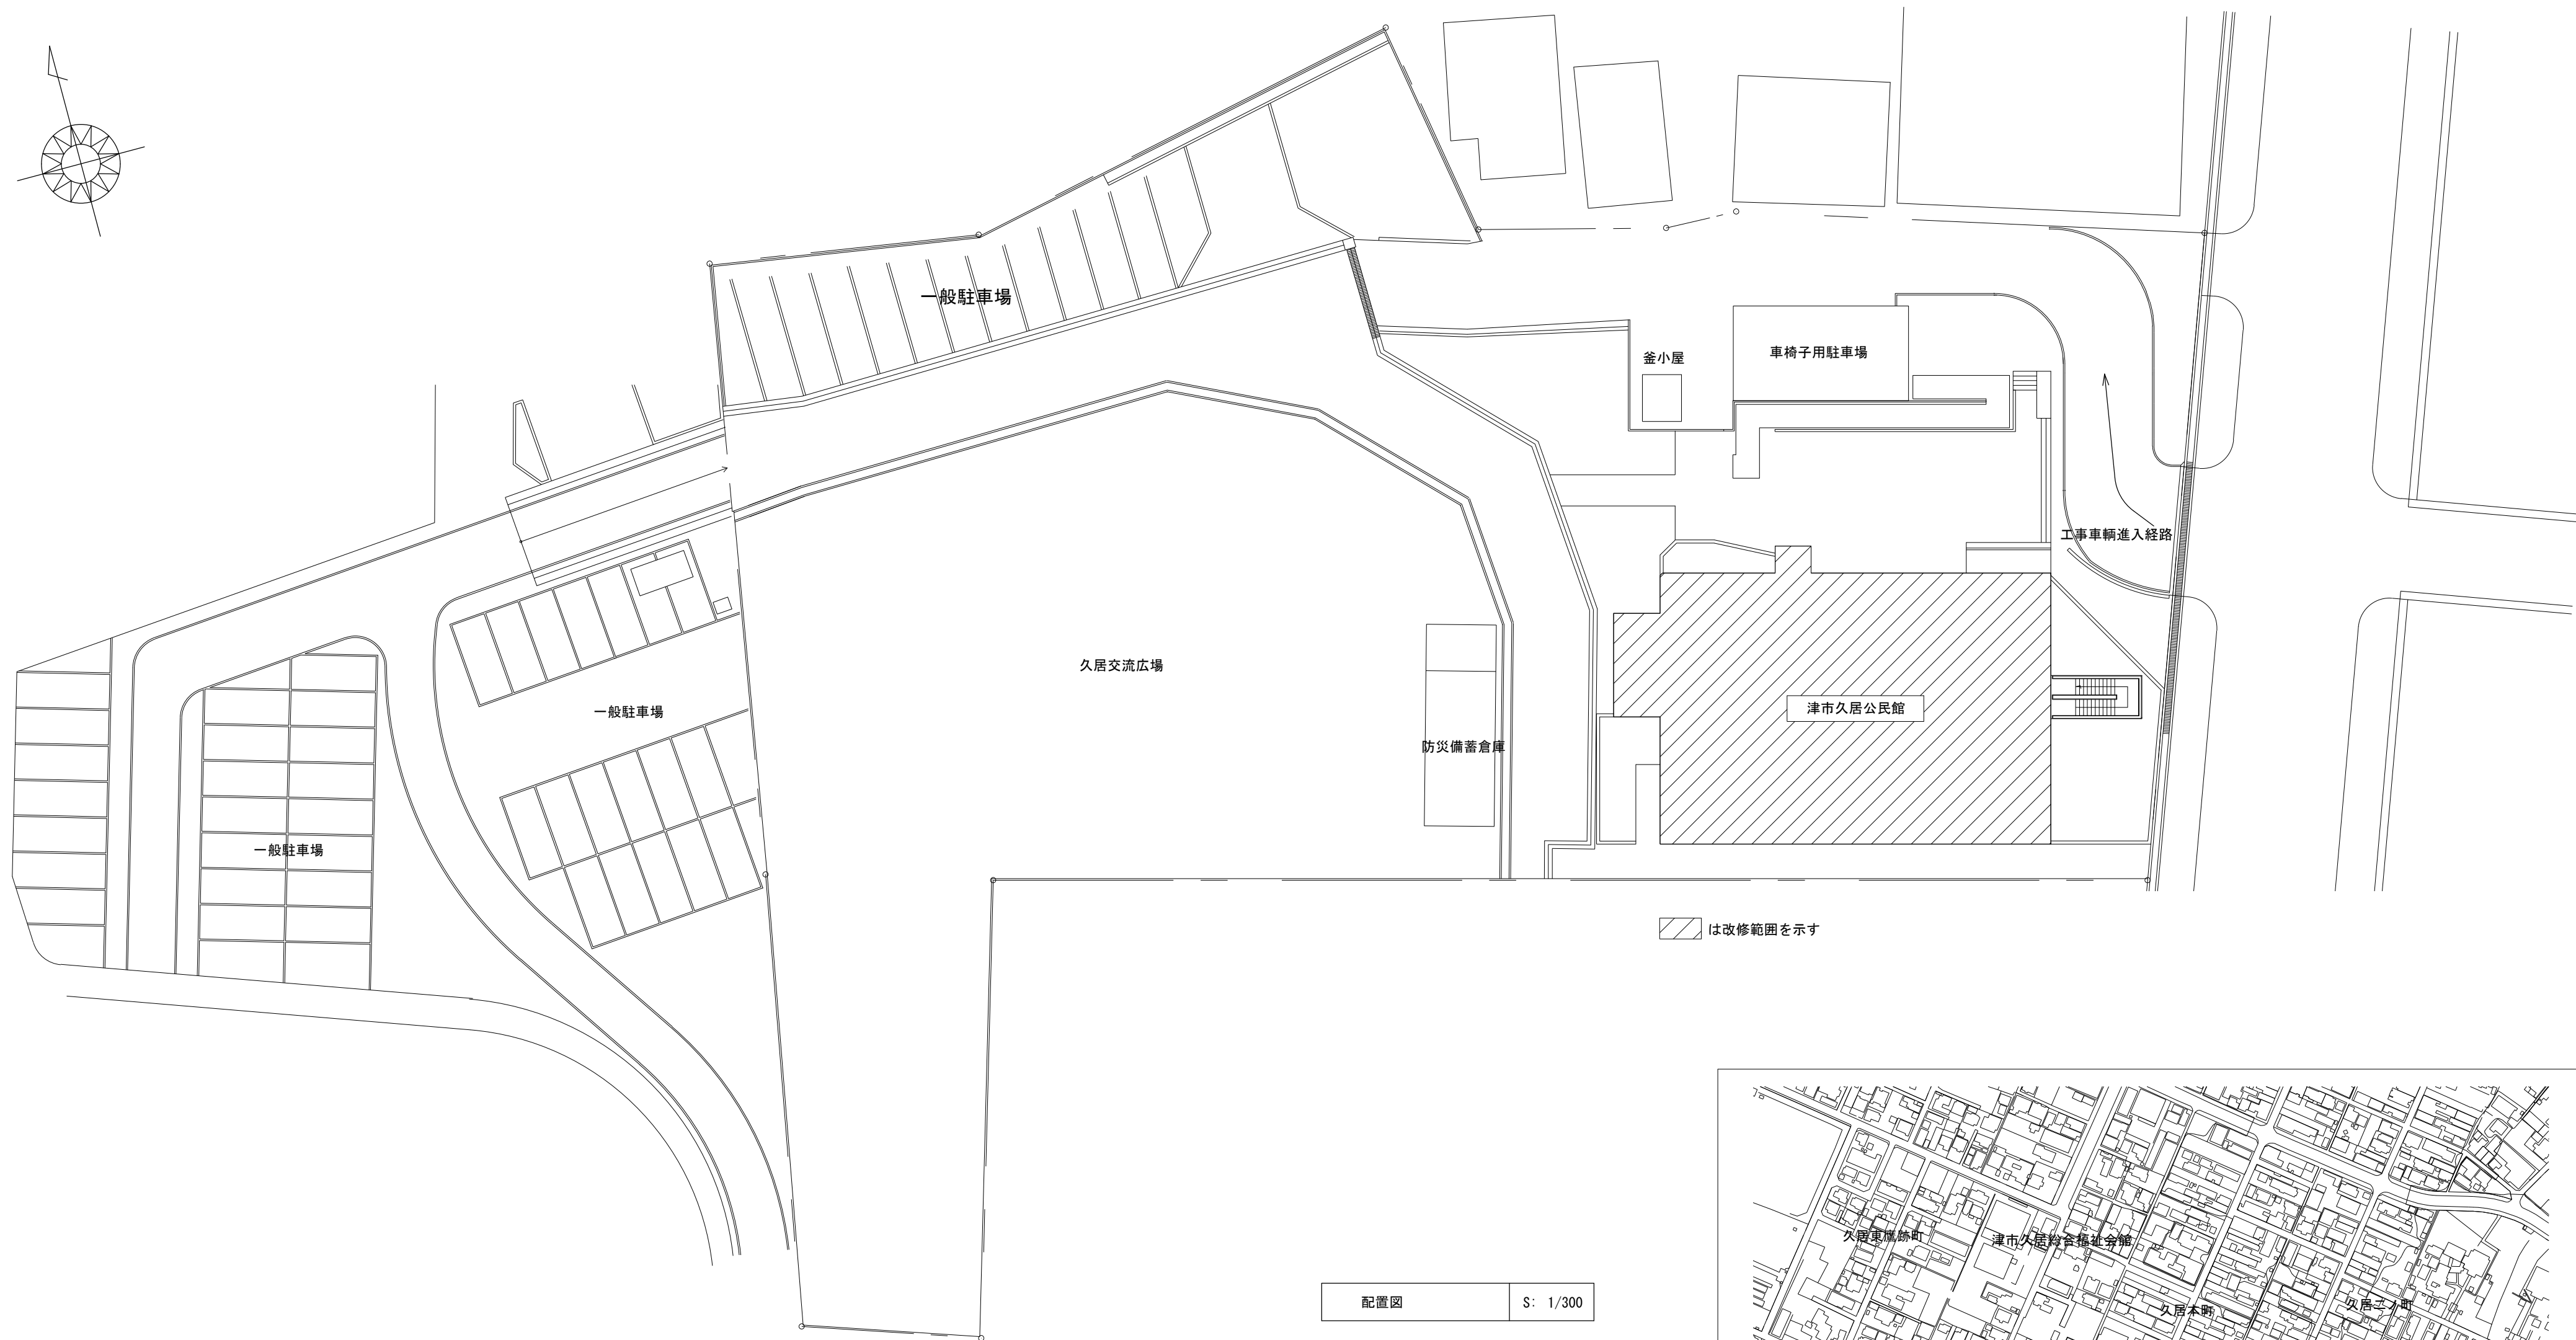 一般駐車場
釜小屋
車椅子用駐車場
工事車輌進入経路
久居交流広場
一般駐車場
津市久居公民館
防災備蓄倉庫
一般駐車場
は改修範囲を示す
久居東鷹跡町
津市久居総合福祉会館
配置図
S: 1/300
久居本町
久居二ノ町